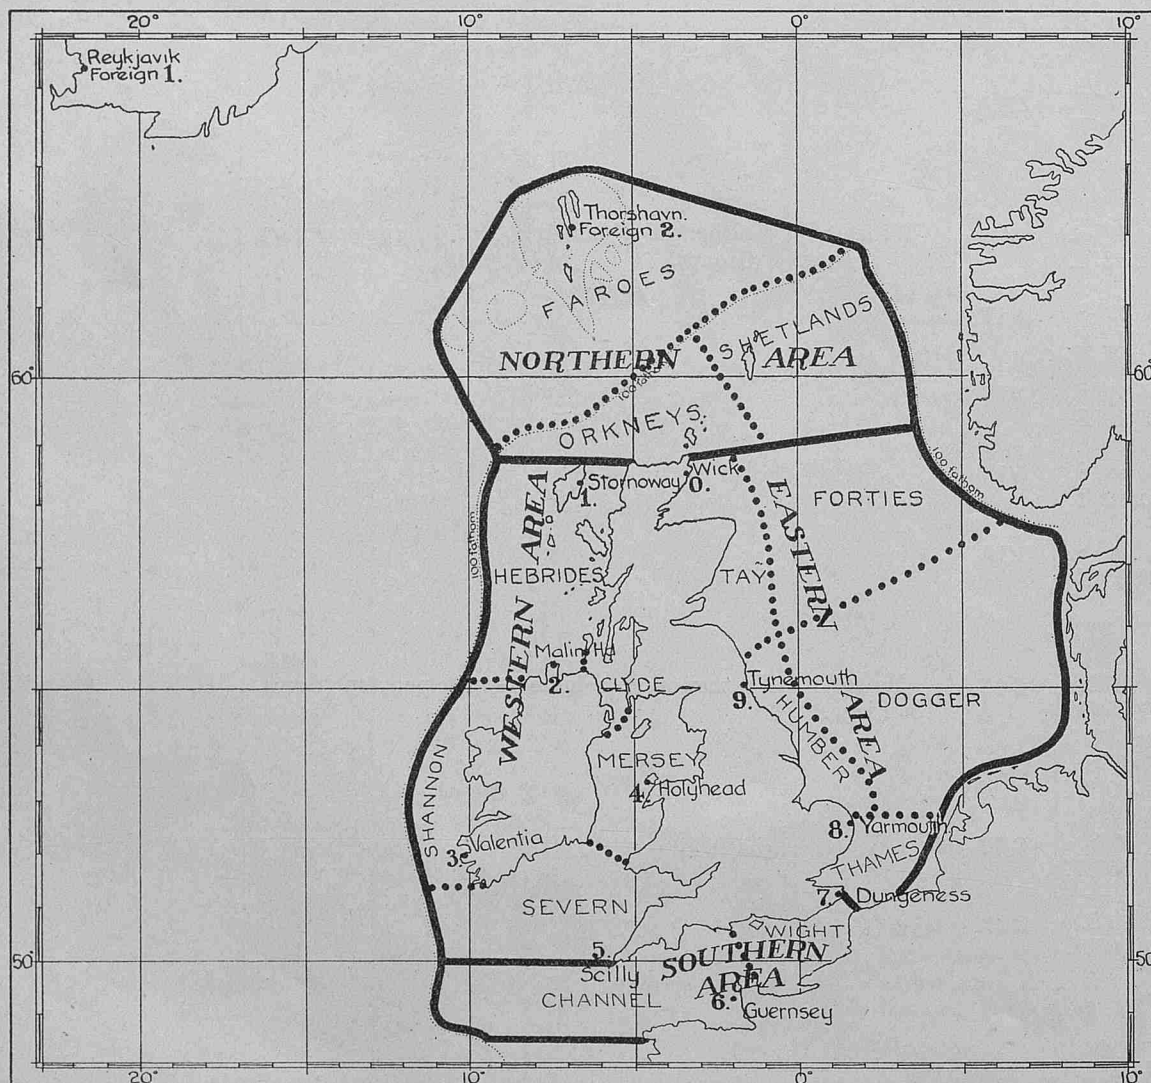 20° 10° 0° 10°
Reykjavik
Foreign 1.
Thorshavn.
Foreign 2.
FAROES
SHETLANDS
NORTHERN AREA
60° 60°
100 fathom
ORKNEYS.
Wick
0.
Stornoway
1.
100 fathom
FORTIES
WESTERN AREA
EASTERN AREA
100 fathom
HEBRIDES
TAY
Malin Hd
2.
CLYDE
Tynemouth
9.
DOGGER
HUMBER
MERSEY
4. Holyhead
SHANNON
Valentia
3.
8. Yarmouth
THAMES
7. Dungeness
SEVERN
WIGHT
5.
Scilly
SOUTHERN
AREA
50° 50°
CHANNEL
6.
Guernsey
20° 10° 0° 10°